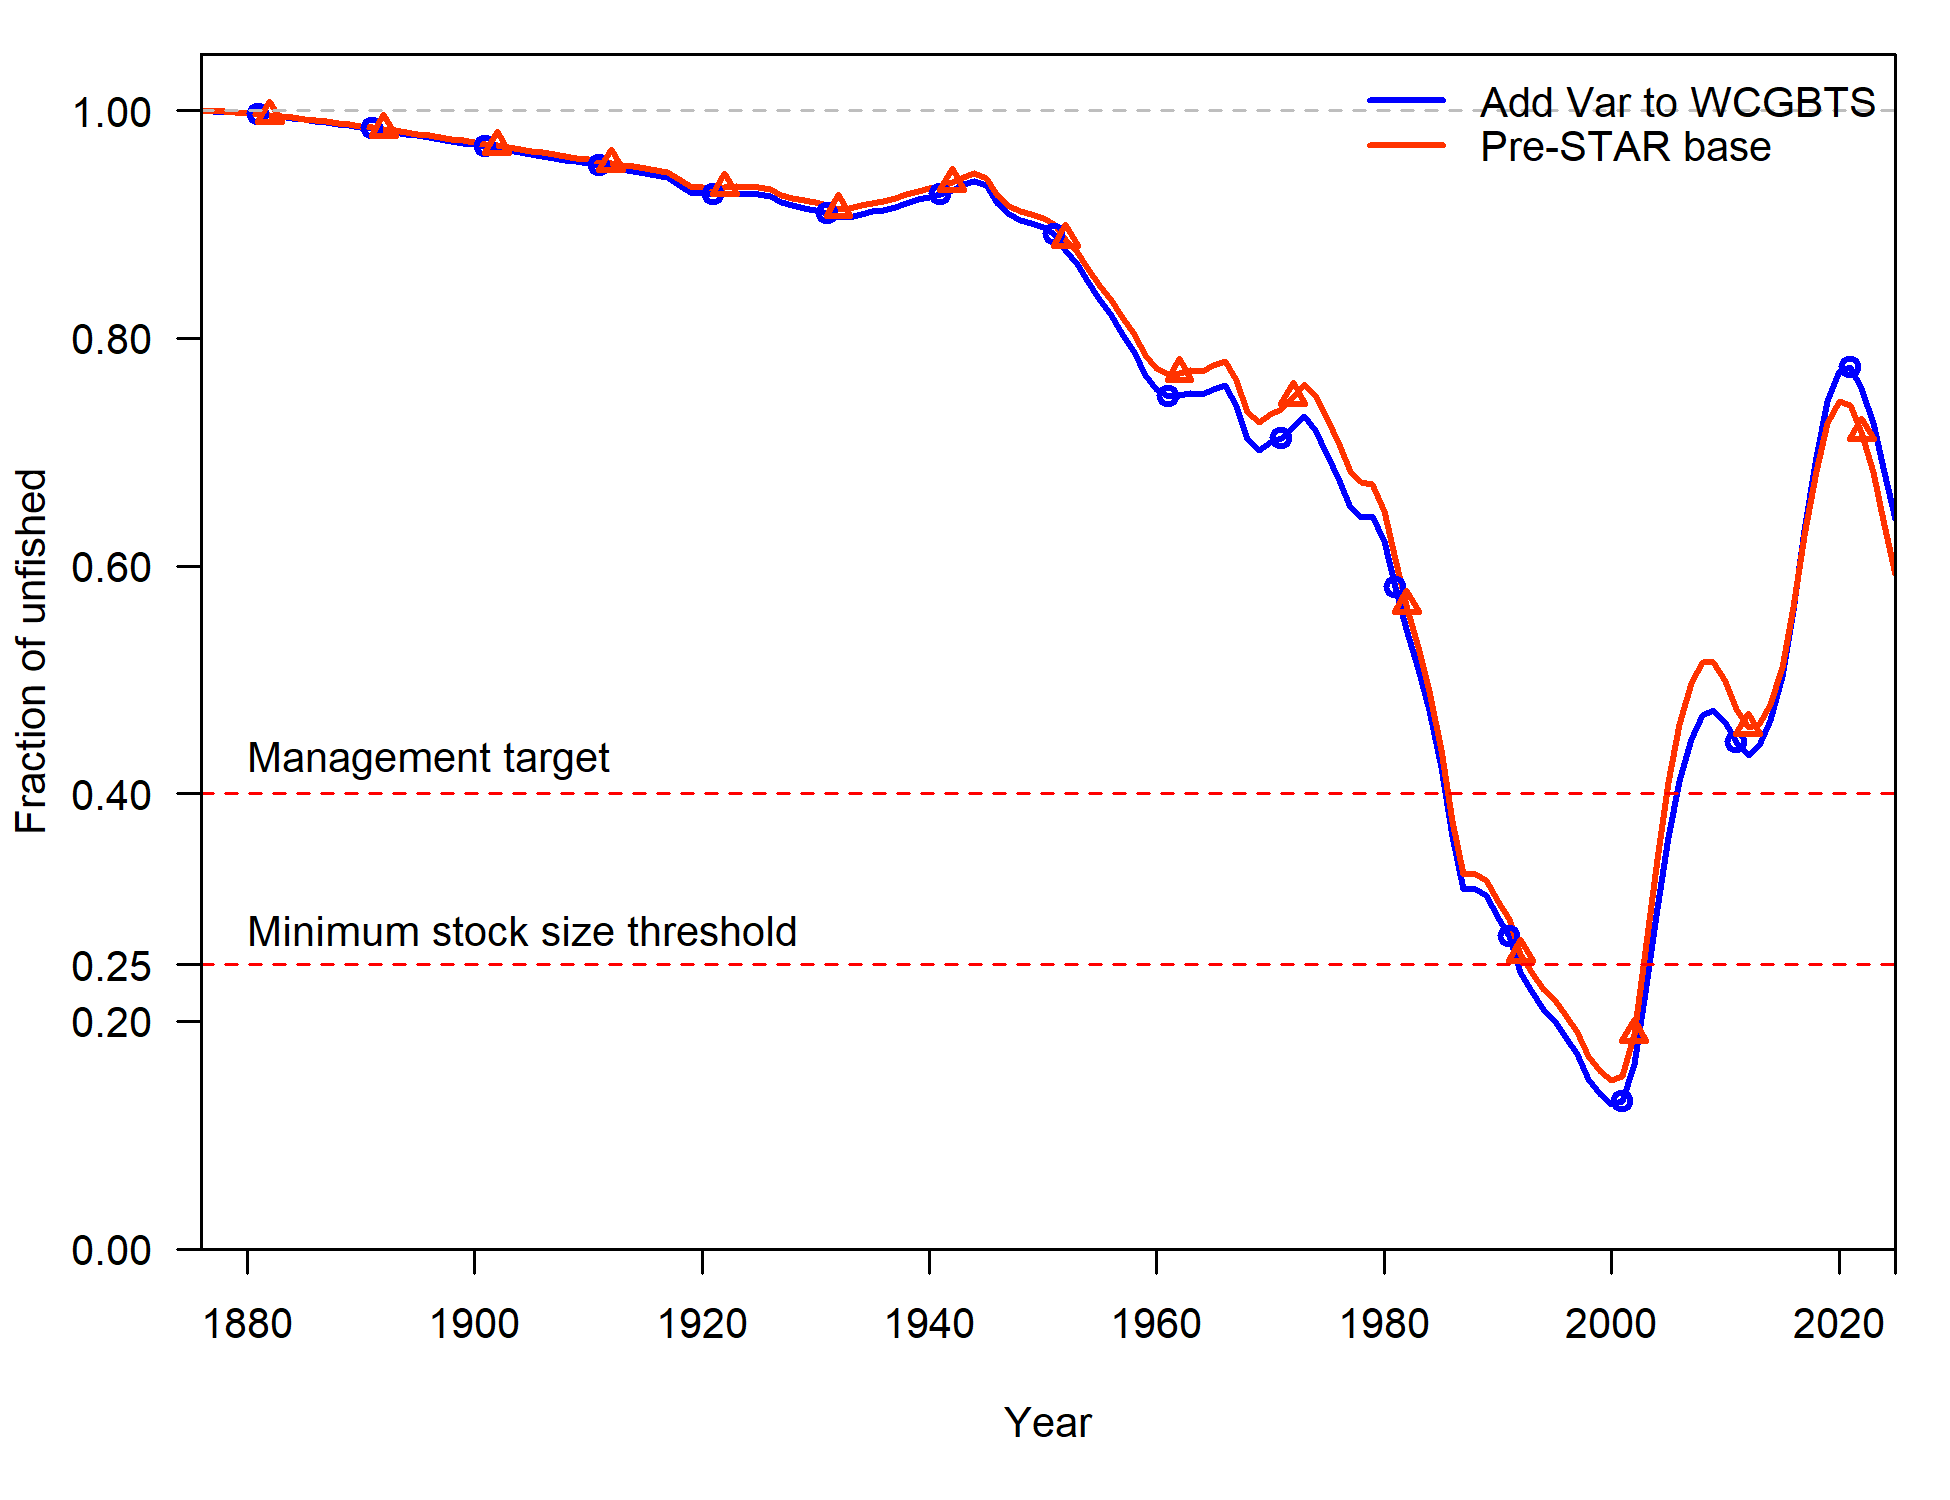 Add Var to WCGBTS
Pre-STAR base
Fraction of unfished
1.00
0.80
0.60
0.40
0.25
0.20
0.00
Management target
Minimum stock size threshold
1880 1900 1920 1940 1960 1980 2000 2020
Year